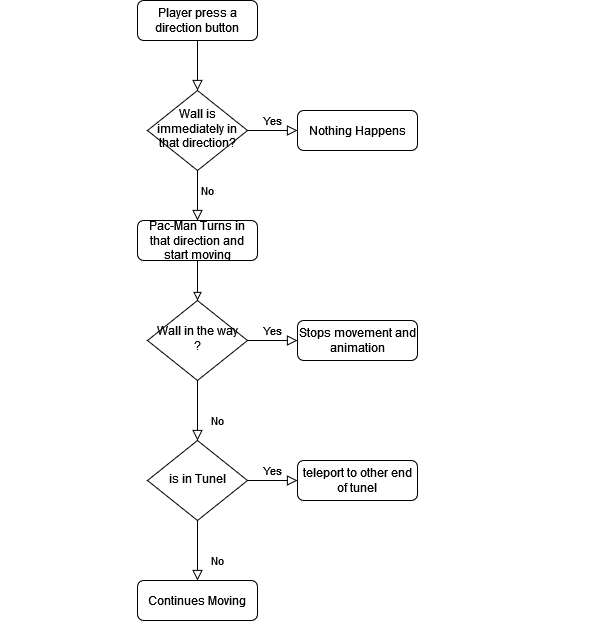 Player press a
direction button
Wall is
immediately in
that direction?
Yes
Nothing Happens
No
Pac-Man Turns in
that direction and
start moving
Wall in the way
?
Yes
Stops movement and
animation
No
is in Tunel
Yes
teleport to other end
of tunel
No
Continues Moving